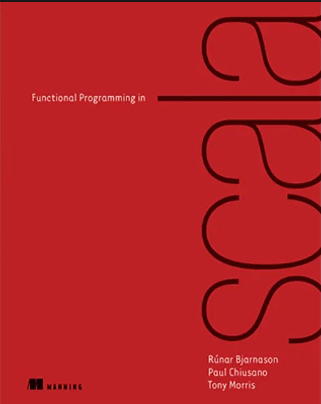 Functional Programming in
scala
Rúnar Bjarnason
Paul Chiusano
Tony Morris
MANNING